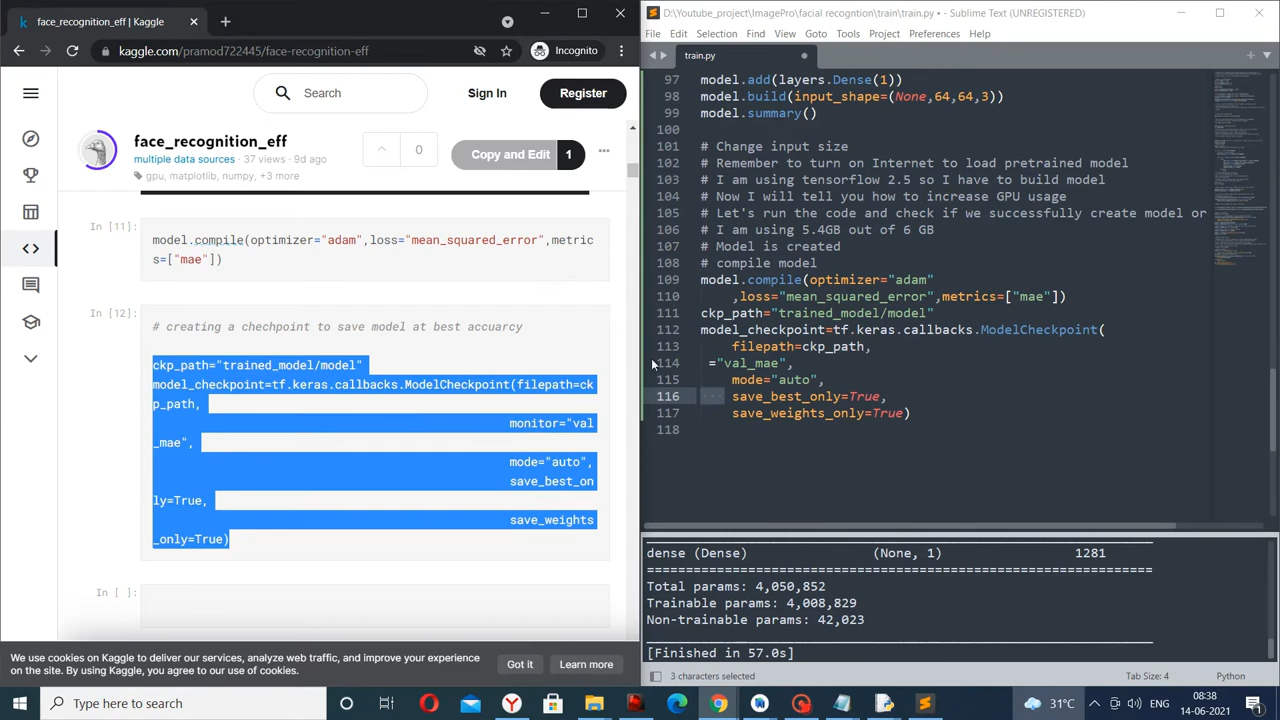 face_recognition_eff | Kaggle
D:\Youtube_project\ImagePro\facial recogntion\train\train.py • - Sublime Text (UNREGISTERED)
kaggle.com/pramod722445/face-recognition-eff
Incognito
File Edit Selection Find View Goto Tools Project Preferences Help
train.py
Search
Sign In
Register
face_recognition_eff
multiple data sources · 37 views · 9d ago
gpu, matplotlib, numpy, +3 more
0
Copy and Edit
1
In [11]:
model.compile(optimizer="adam",loss="mean_squared_error",metric
s=["mae"])
In [12]:
# creating a chechpoint to save model at best accuarcy
ckp_path="trained_model/model"
model_checkpoint=tf.keras.callbacks.ModelCheckpoint(filepath=ck
p_path,
monitor="val
_mae",
mode="auto",
save_best_on
ly=True,
save_weights
_only=True)
In [ ]:
We use cookies on Kaggle to deliver our services, analyze web traffic, and improve your experience
on the site. By using Kaggle, you agree to our use of cookies.
Got it
Learn more
97 model.add(layers.Dense(1))
98 model.build(input_shape=(None,64,64,3))
99 model.summary()
100
101 # Change input size
102 # Remember to turn on Internet to
load pretrained model
103 # I am using tensorflow 2.5 so I have to build model
104 # Now I will tell you how to increase GPU usage
105 # Let's run the code and check if we successfully create model or
106 # I am using 3.4GB out of 6 GB
107 # Model is created
108 # compile model
109 model.compile(optimizer="adam"
110 ,loss="mean_squared_error",metrics=["mae"])
111 ckp_path="trained_model/model"
112 model_checkpoint=tf.keras.callbacks.ModelCheckpoint(
113 filepath=ckp_path,
114 ="val_mae",
115 mode="auto",
116 save_best_only=True,
117 save_weights_only=True)
118
dense (Dense) (None, 1) 1281
Total params: 4,050,852
Trainable params: 4,008,829
Non-trainable params: 42,023
[Finished in 57.0s]
3 characters selected
Tab Size: 4
Python
Type here to search
31°C
ENG
08:38
14-06-2021
1